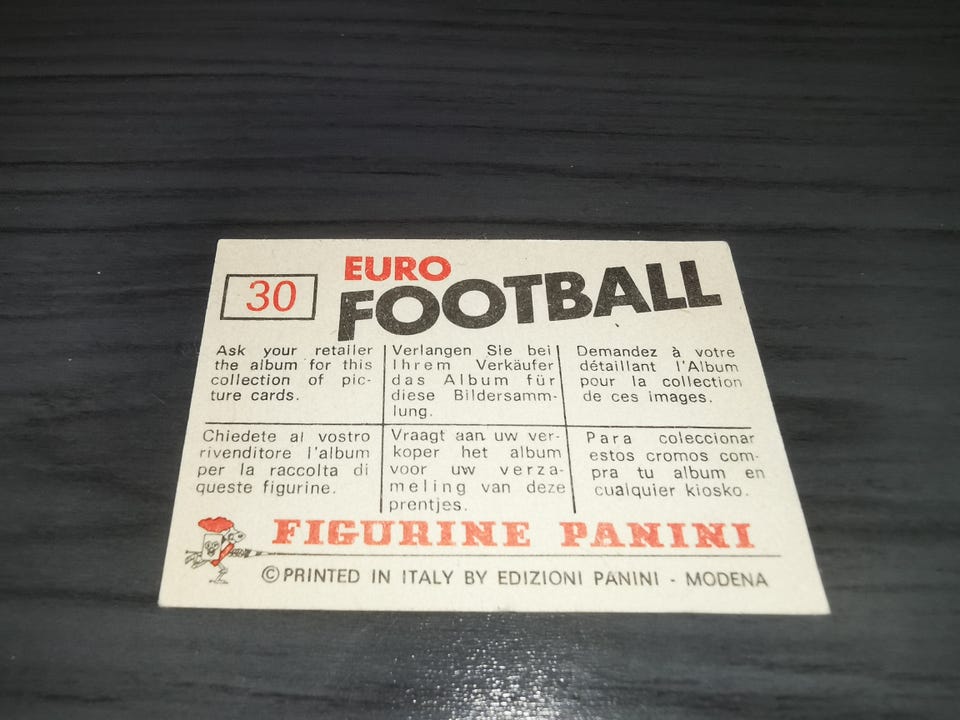 30
EURO
FOOTBALL
Ask your retailer
the album for this
collection of pic-
ture cards.
Verlangen Sie bei
Ihrem Verkäufer
das Album für
diese Bildersamm-
lung.
Demandez à votre
détaillant l'Album
pour la collection
de ces images.
Chiedete al vostro
rivenditore l'album
per la raccolta di
queste figurine.
Vraagt aan uw ver-
koper het album
voor uw verza-
meling van deze
prentjes.
Para coleccionar
estos cromos com-
pra tu album en
cualquier kiosko.
FIGURINE PANINI
©PRINTED IN ITALY BY EDIZIONI PANINI - MODENA